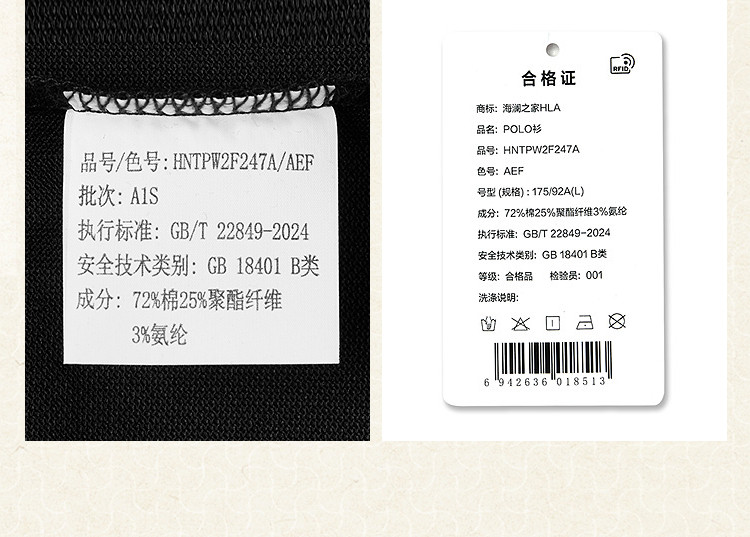 品号/色号:HNTPW2F247A/AEF
批次: A1S
执行标准: GB/T 22849-2024
安全技术类别: GB 18401 B类
成分: 72%棉25%聚酯纤维
3%氨纶
RFID
合格证
商标: 海澜之家HLA
品名: POLO衫
品号: HNTPW2F247A
色号: AEF
号型 (规格) : 175/92A(L)
成分: 72%棉25%聚酯纤维3%氨纶
执行标准: GB/T 22849-2024
安全技术类别: GB 18401 B类
等级: 合格品 检验员: 001
洗涤说明:
6 942636 018513